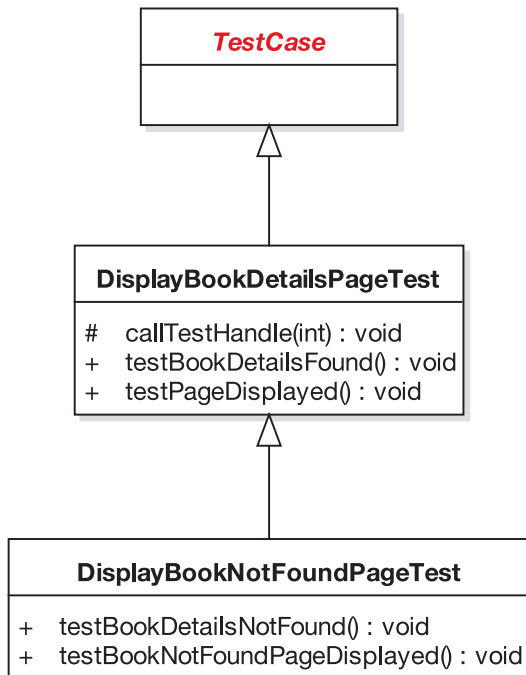 TestCase
DisplayBookDetailsPageTest
# callTestHandle(int) : void
+ testBookDetailsFound() : void
+ testPageDisplayed() : void
DisplayBookNotFoundPageTest
+ testBookDetailsNotFound() : void
+ testBookNotFoundPageDisplayed() : void